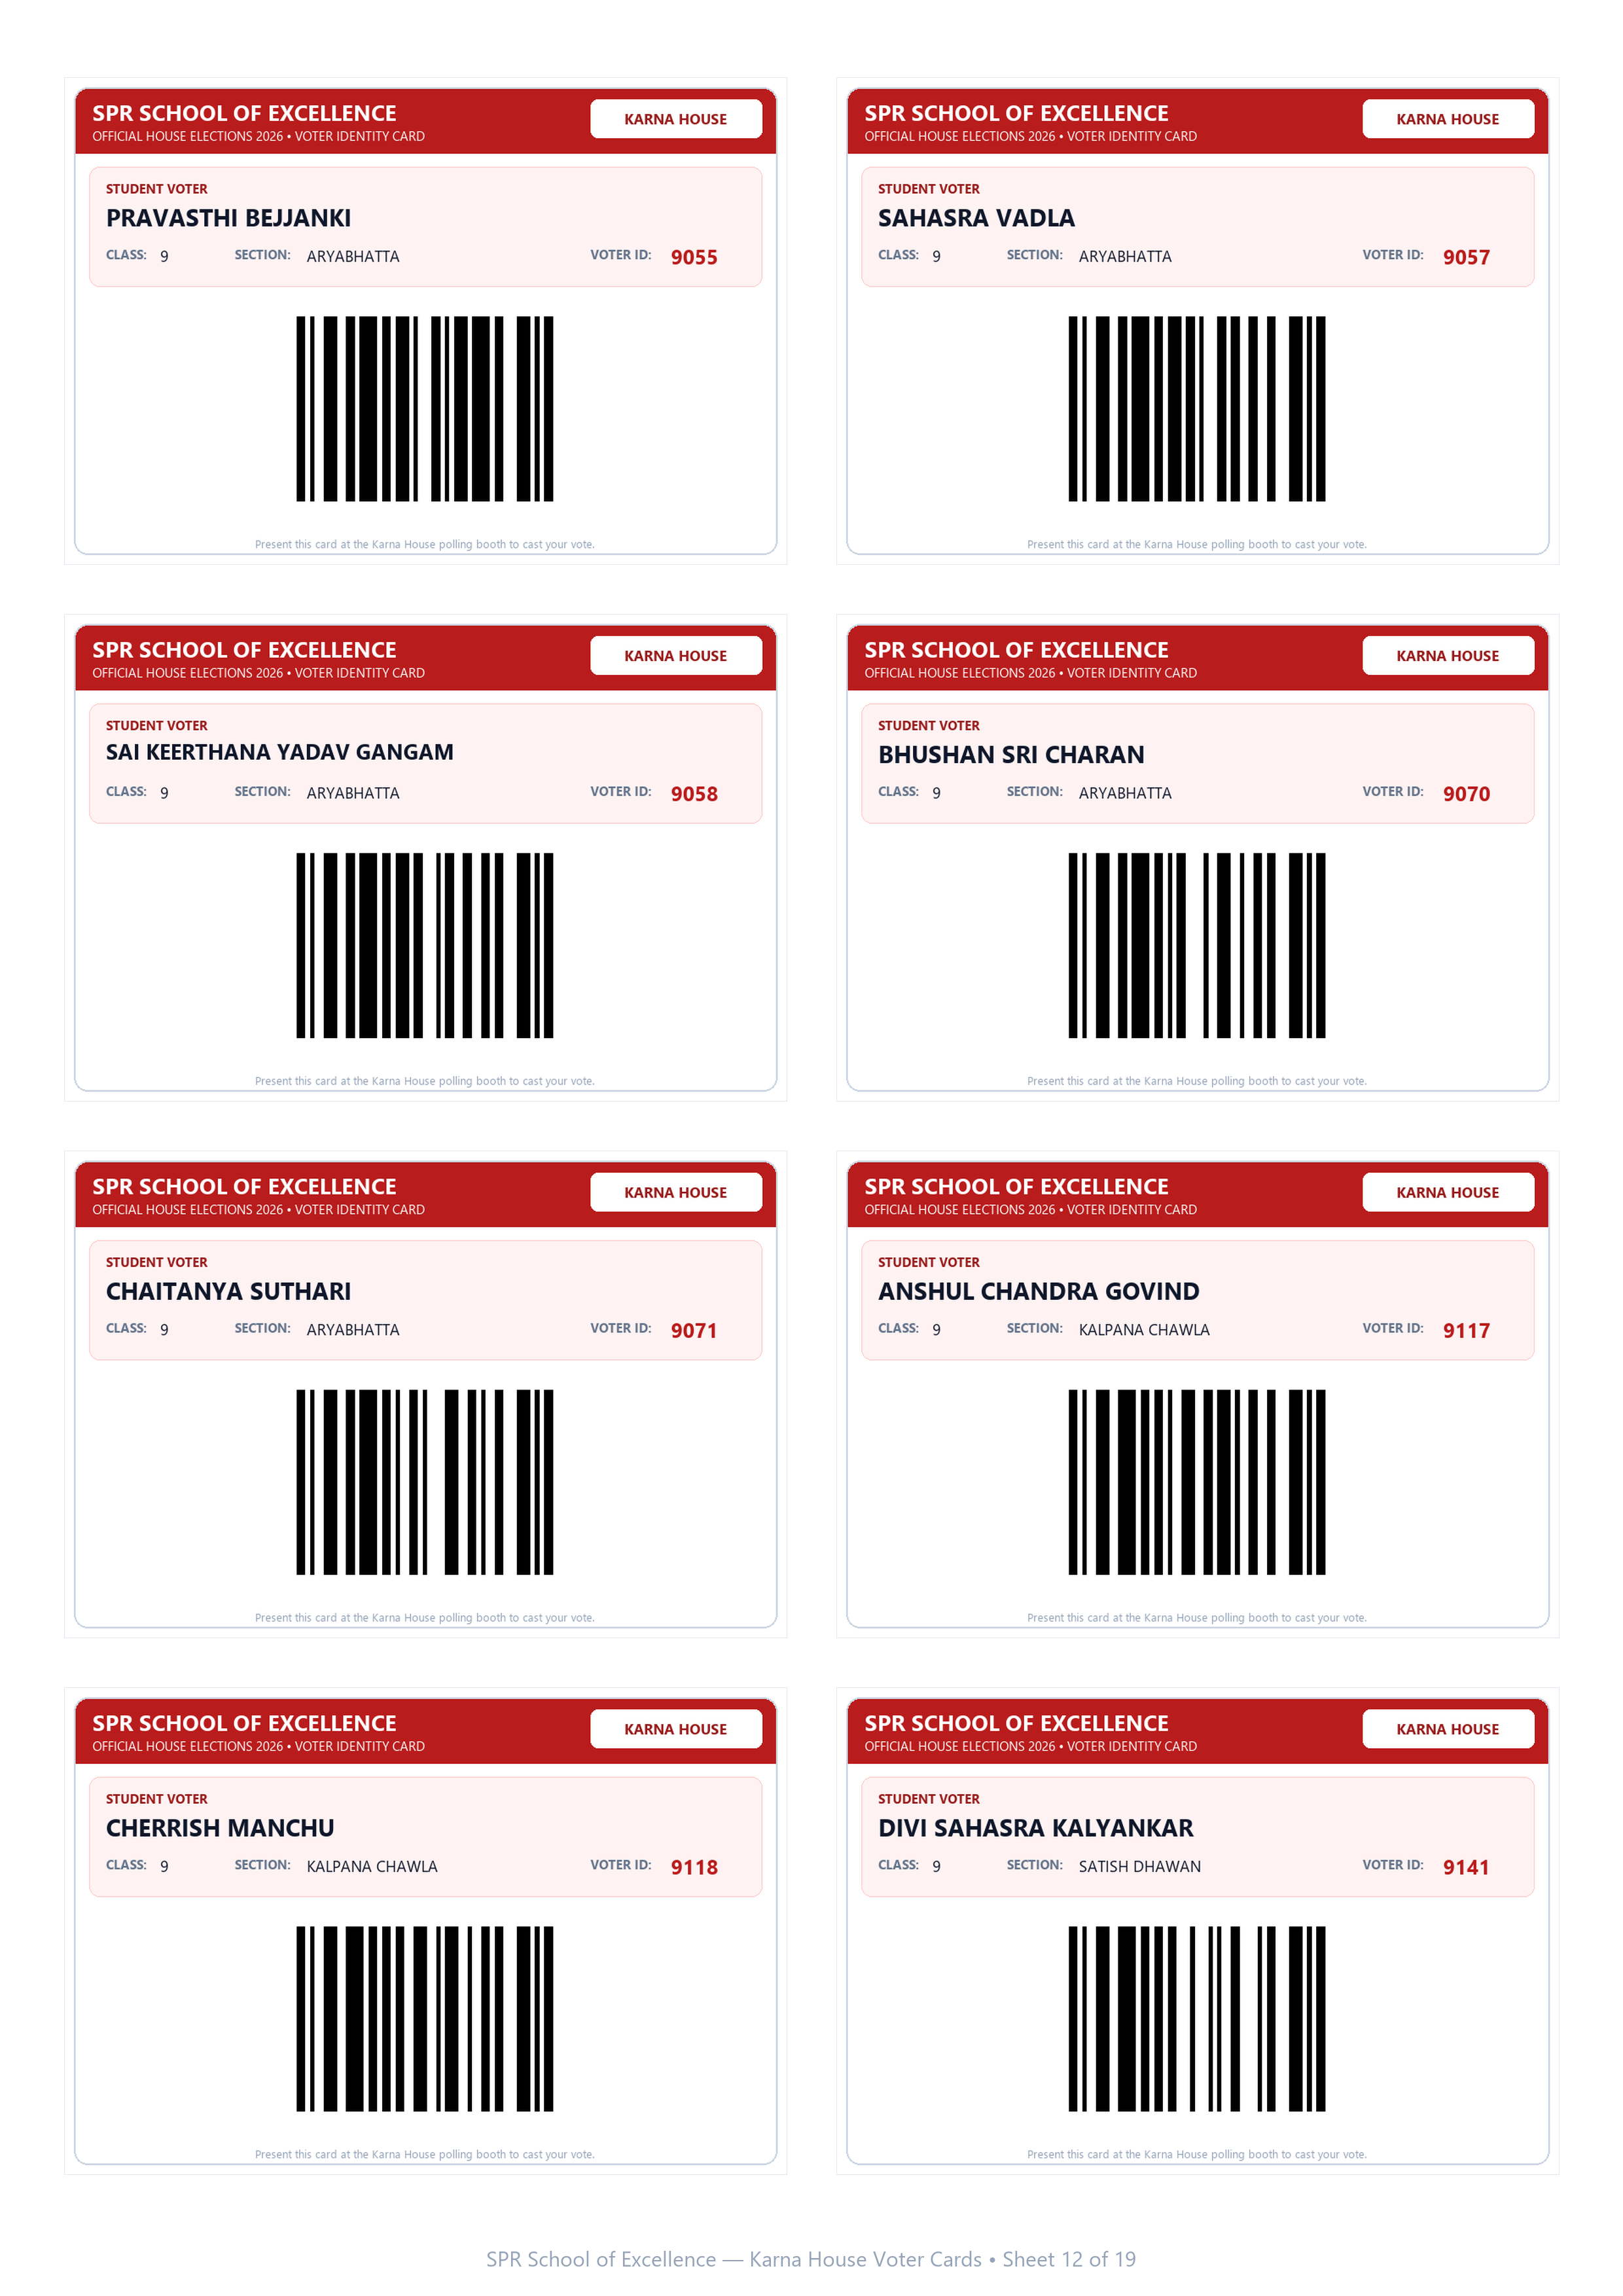 SPR SCHOOL OF EXCELLENCE
OFFICIAL HOUSE ELECTIONS 2026 • VOTER IDENTITY CARD
KARNA HOUSE
STUDENT VOTER
PRAVASTHI BEJJANKI
CLASS: 9 SECTION: ARYABHATTA VOTER ID: 9055
Present this card at the Karna House polling booth to cast your vote.
SPR SCHOOL OF EXCELLENCE
OFFICIAL HOUSE ELECTIONS 2026 • VOTER IDENTITY CARD
KARNA HOUSE
STUDENT VOTER
SAHASRA VADLA
CLASS: 9 SECTION: ARYABHATTA VOTER ID: 9057
Present this card at the Karna House polling booth to cast your vote.
SPR SCHOOL OF EXCELLENCE
OFFICIAL HOUSE ELECTIONS 2026 • VOTER IDENTITY CARD
KARNA HOUSE
STUDENT VOTER
SAI KEERTHANA YADAV GANGAM
CLASS: 9 SECTION: ARYABHATTA VOTER ID: 9058
Present this card at the Karna House polling booth to cast your vote.
SPR SCHOOL OF EXCELLENCE
OFFICIAL HOUSE ELECTIONS 2026 • VOTER IDENTITY CARD
KARNA HOUSE
STUDENT VOTER
BHUSHAN SRI CHARAN
CLASS: 9 SECTION: ARYABHATTA VOTER ID: 9070
Present this card at the Karna House polling booth to cast your vote.
SPR SCHOOL OF EXCELLENCE
OFFICIAL HOUSE ELECTIONS 2026 • VOTER IDENTITY CARD
KARNA HOUSE
STUDENT VOTER
CHAITANYA SUTHARI
CLASS: 9 SECTION: ARYABHATTA VOTER ID: 9071
Present this card at the Karna House polling booth to cast your vote.
SPR SCHOOL OF EXCELLENCE
OFFICIAL HOUSE ELECTIONS 2026 • VOTER IDENTITY CARD
KARNA HOUSE
STUDENT VOTER
ANSHUL CHANDRA GOVIND
CLASS: 9 SECTION: KALPANA CHAWLA VOTER ID: 9117
Present this card at the Karna House polling booth to cast your vote.
SPR SCHOOL OF EXCELLENCE
OFFICIAL HOUSE ELECTIONS 2026 • VOTER IDENTITY CARD
KARNA HOUSE
STUDENT VOTER
CHERRISH MANCHU
CLASS: 9 SECTION: KALPANA CHAWLA VOTER ID: 9118
Present this card at the Karna House polling booth to cast your vote.
SPR SCHOOL OF EXCELLENCE
OFFICIAL HOUSE ELECTIONS 2026 • VOTER IDENTITY CARD
KARNA HOUSE
STUDENT VOTER
DIVI SAHASRA KALYANKAR
CLASS: 9 SECTION: SATISH DHAWAN VOTER ID: 9141
Present this card at the Karna House polling booth to cast your vote.
SPR School of Excellence — Karna House Voter Cards • Sheet 12 of 19